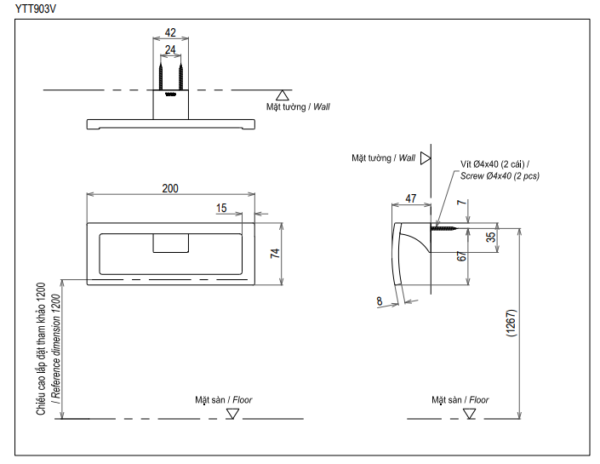 YTT903V
42
24
Mặt tường / Wall
Mặt tường / Wall
Vít Ø4x40 (2 cái) /
Screw Ø4x40 (2 pcs)
200
15
74
47
7
35
67
8
(1267)
Chiều cao lắp đặt tham khảo 1200
/ Reference dimension 1200
Mặt sàn / Floor
Mặt sàn / Floor